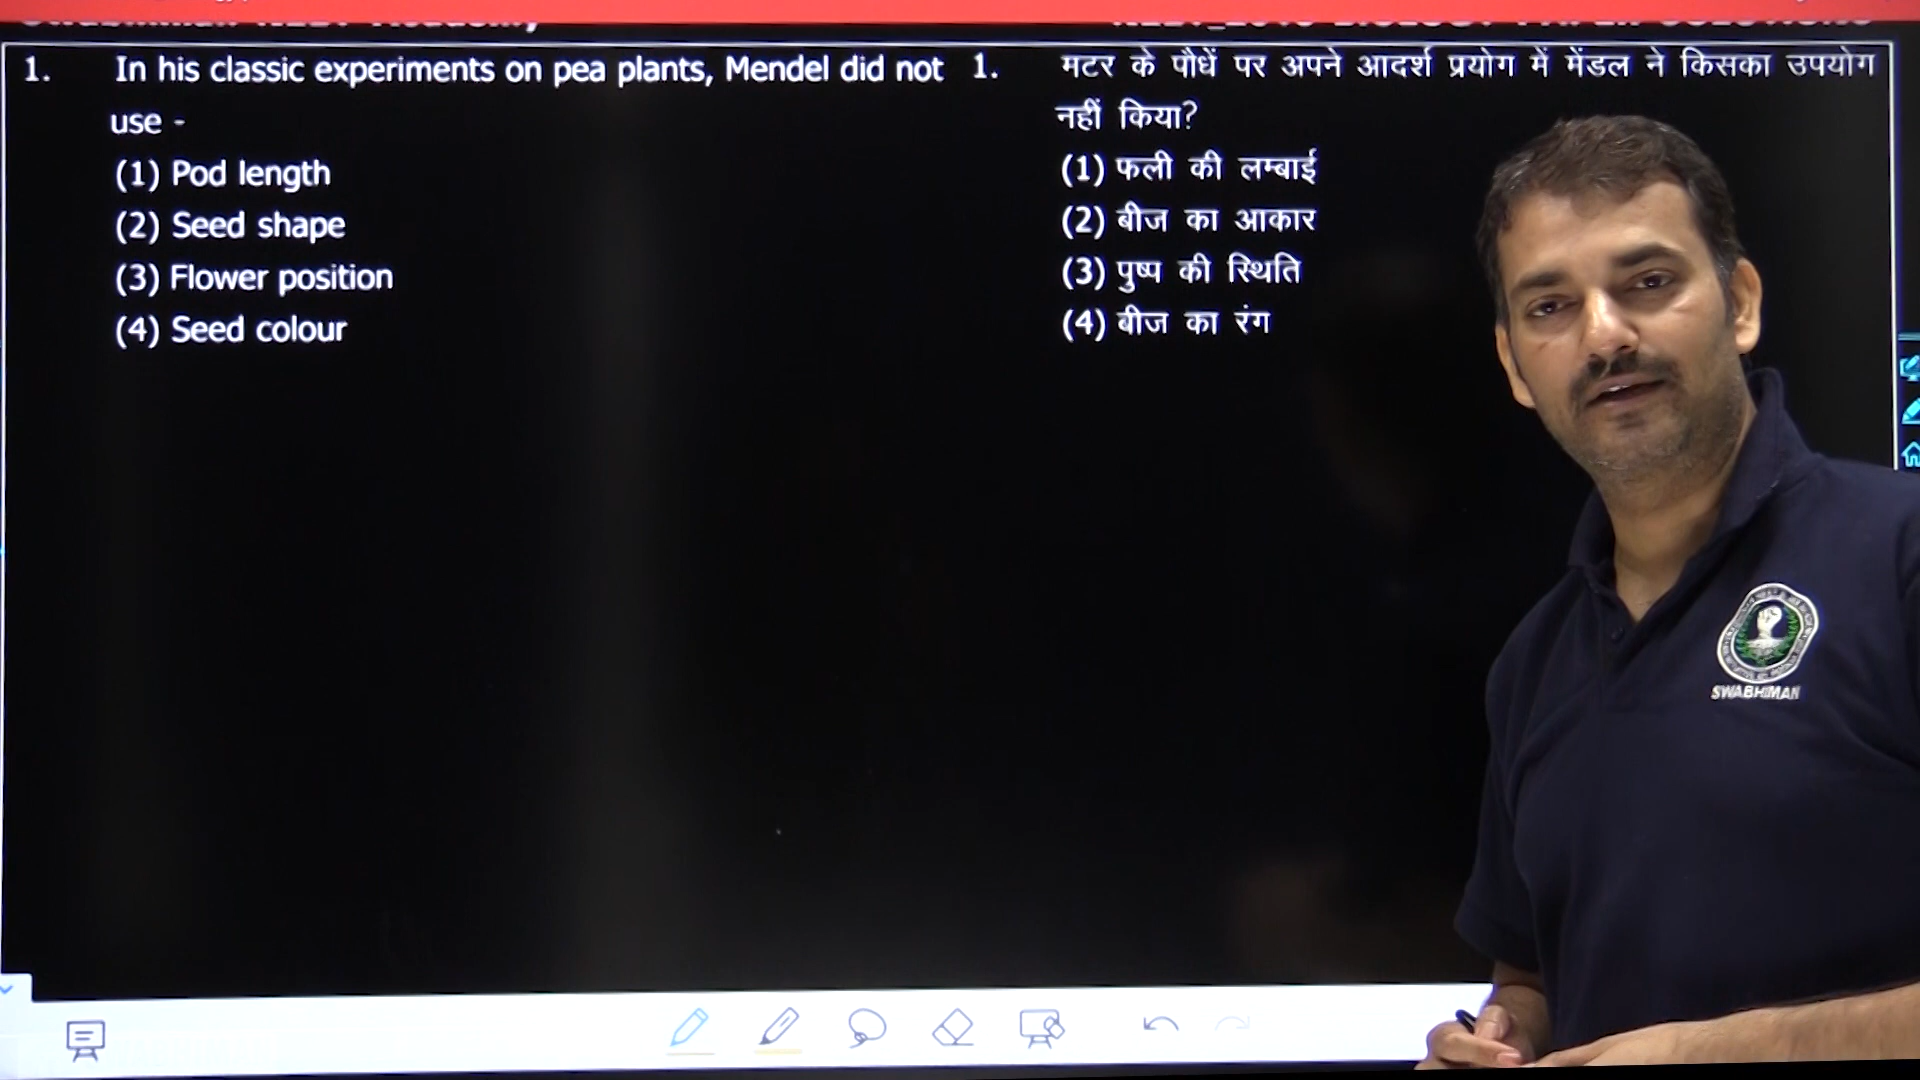 1. In his classic experiments on pea plants, Mendel did not
use -
(1) Pod length
(2) Seed shape
(3) Flower position
(4) Seed colour
1. मटर के पौधें पर अपने आदर्श प्रयोग में मेंडल ने किसका उपयोग
नहीं किया?
(1) फली की लम्बाई
(2) बीज का आकार
(3) पुष्प की स्थिति
(4) बीज का रंग
SWABHIMAN